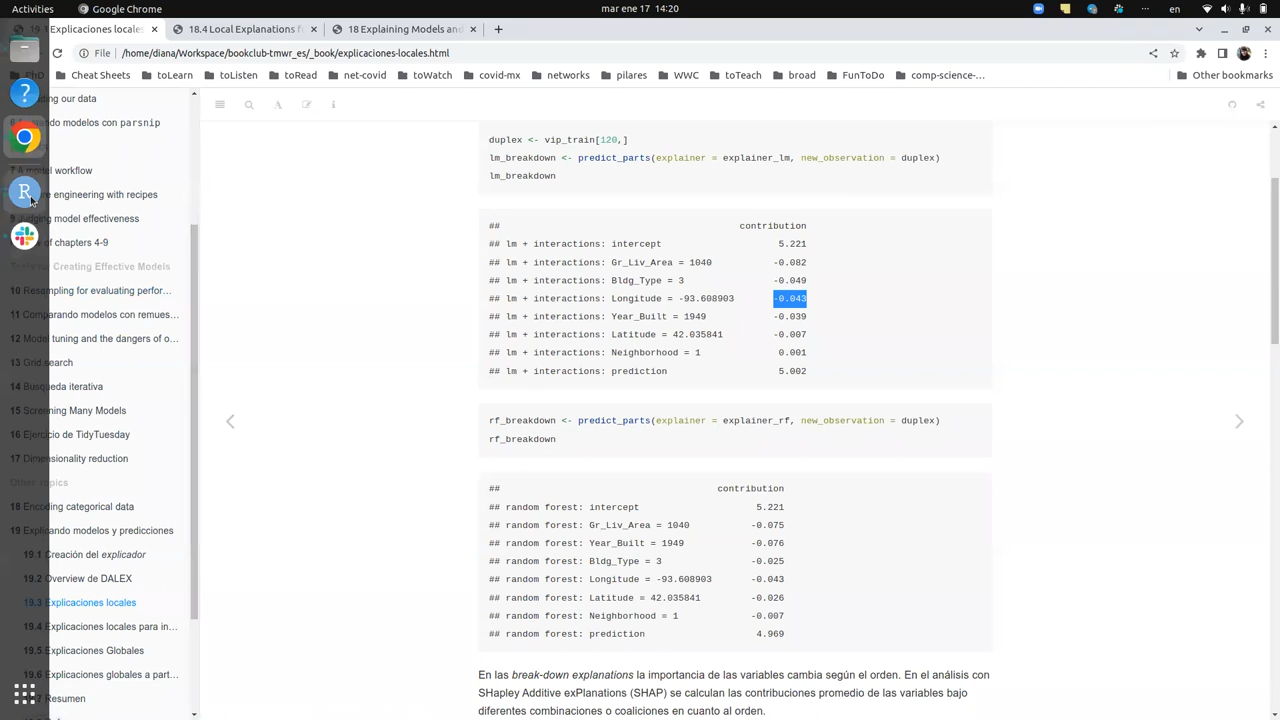 Activities
Google Chrome
mar ene 17 14:20
en
Explicaciones locales
18.4 Local Explanations f
18 Explaining Models and
File
/home/diana/Workspace/bookclub-tmwr_es/_book/explicaciones-locales.html
PhD
Cheat Sheets
toLearn
toListen
toRead
net-covid
toWatch
covid-mx
networks
pilares
WWC
toTeach
broad
FunToDo
comp-science-…
Other bookmarks
our data
modelos con parsnip
7 A model workflow
engineering with recipes
9 Judging model effectiveness
of chapters 4-9
Tools for Creating Effective Models
10 Resampling for evaluating perfor…
11 Comparando modelos con remues…
12 Model tuning and the dangers of o…
13 Grid search
14 Búsqueda iterativa
15 Screening Many Models
16 Ejercicio de TidyTuesday
17 Dimensionality reduction
Other topics
18 Encoding categorical data
19 Explicando modelos y predicciones
19.1 Creación del explicador
19.2 Overview de DALEX
19.3 Explicaciones locales
19.4 Explicaciones locales para in…
19.5 Explicaciones Globales
19.6 Explicaciones globales a part…
Resumen
duplex <- vip_train[120,]
lm_breakdown <- predict_parts(explainer = explainer_lm, new_observation = duplex)
lm_breakdown
## contribution
## lm + interactions: intercept 5.221
## lm + interactions: Gr_Liv_Area = 1040 -0.082
## lm + interactions: Bldg_Type = 3 -0.049
## lm + interactions: Longitude = -93.608903 -0.043
## lm + interactions: Year_Built = 1949 -0.039
## lm + interactions: Latitude = 42.035841 -0.007
## lm + interactions: Neighborhood = 1 0.001
## lm + interactions: prediction 5.002
rf_breakdown <- predict_parts(explainer = explainer_rf, new_observation = duplex)
rf_breakdown
## contribution
## random forest: intercept 5.221
## random forest: Gr_Liv_Area = 1040 -0.075
## random forest: Year_Built = 1949 -0.076
## random forest: Bldg_Type = 3 -0.025
## random forest: Longitude = -93.608903 -0.043
## random forest: Latitude = 42.035841 -0.026
## random forest: Neighborhood = 1 -0.007
## random forest: prediction 4.969
En las break-down explanations la importancia de las variables cambia según el orden. En el análisis con
SHapley Additive exPlanations (SHAP) se calculan las contribuciones promedio de las variables bajo
diferentes combinaciones o coaliciones en cuanto al orden.